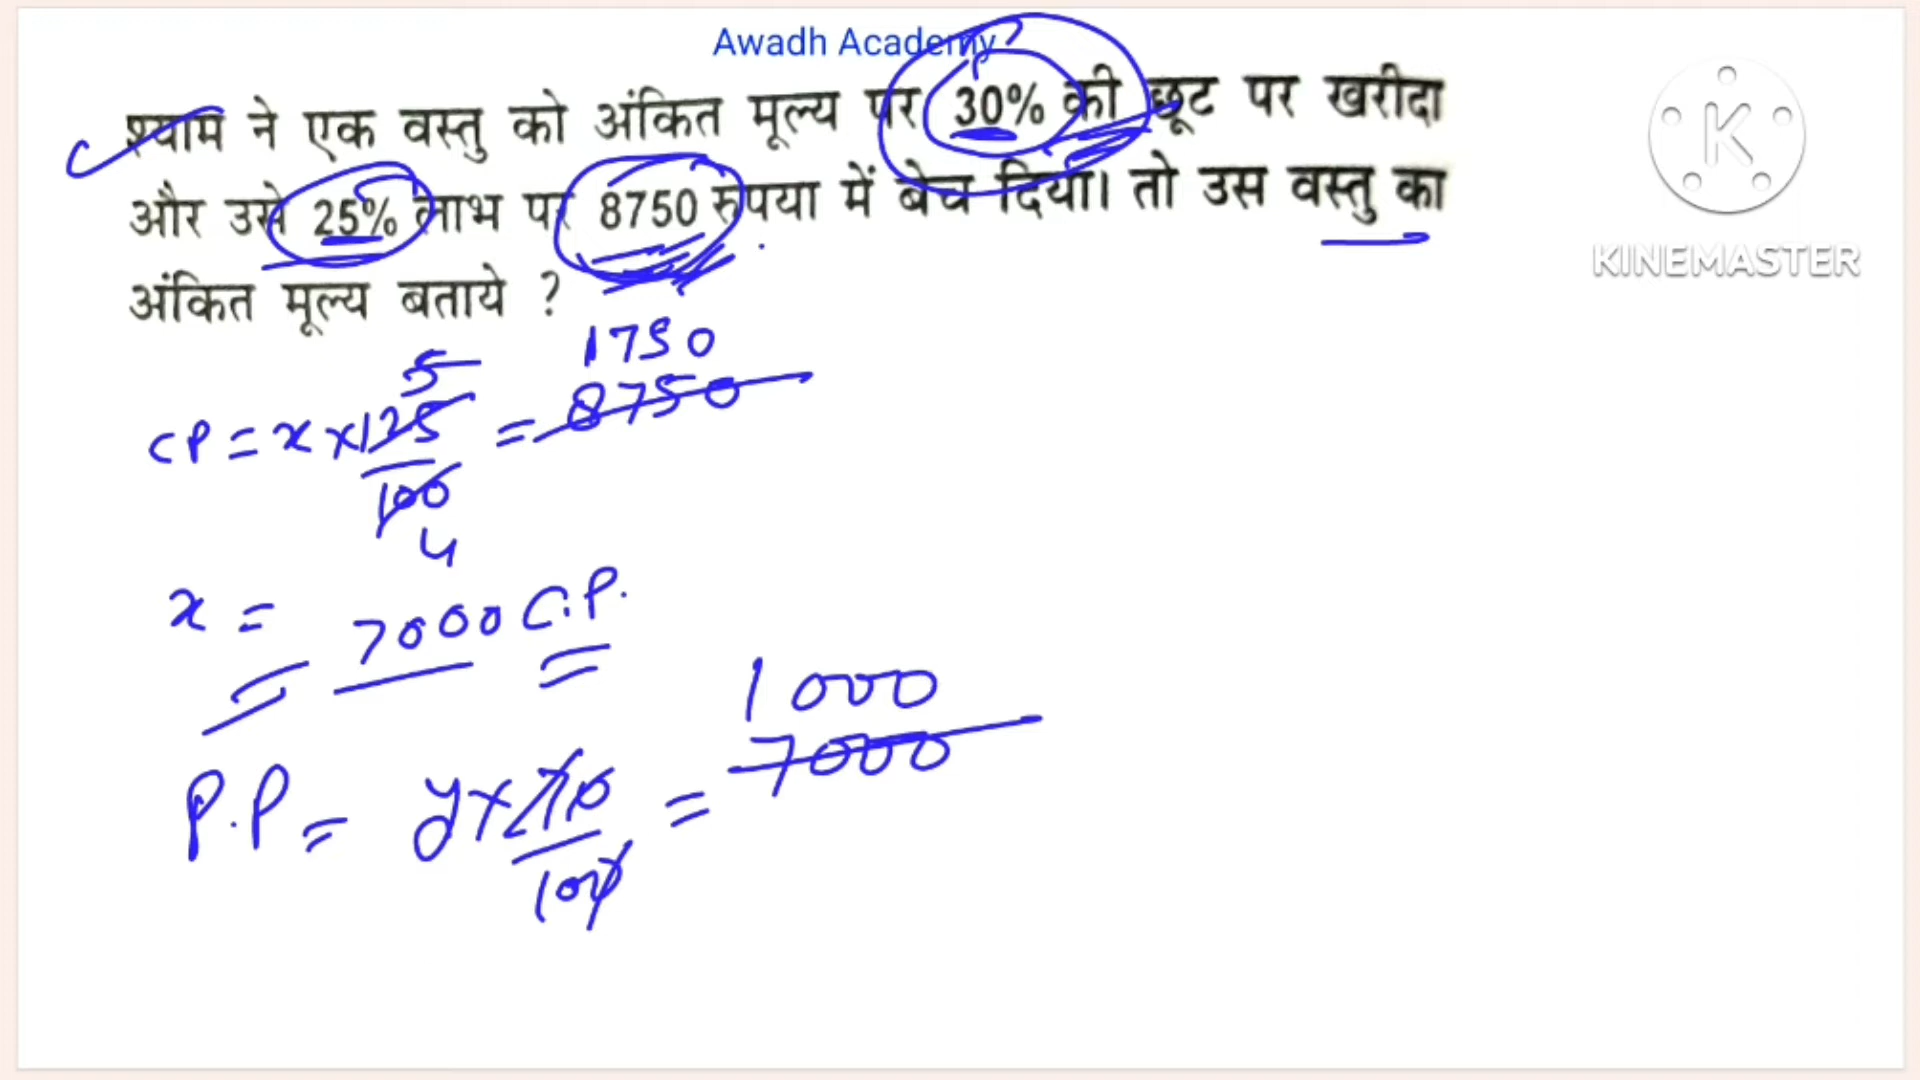 Awadh Academy
श्याम ने एक वस्तु को अंकित मूल्य पर 30% की छूट पर खरीदा
और उसे 25% लाभ पर 8750 रुपया में बेच दिया। तो उस वस्तु का
अंकित मूल्य बताये ?
KINEMASTER
1750
5
CP = x × 125 = 8750
100
4
x = 7000 C.P.
1000
P.P = y × 70 = 7000
100